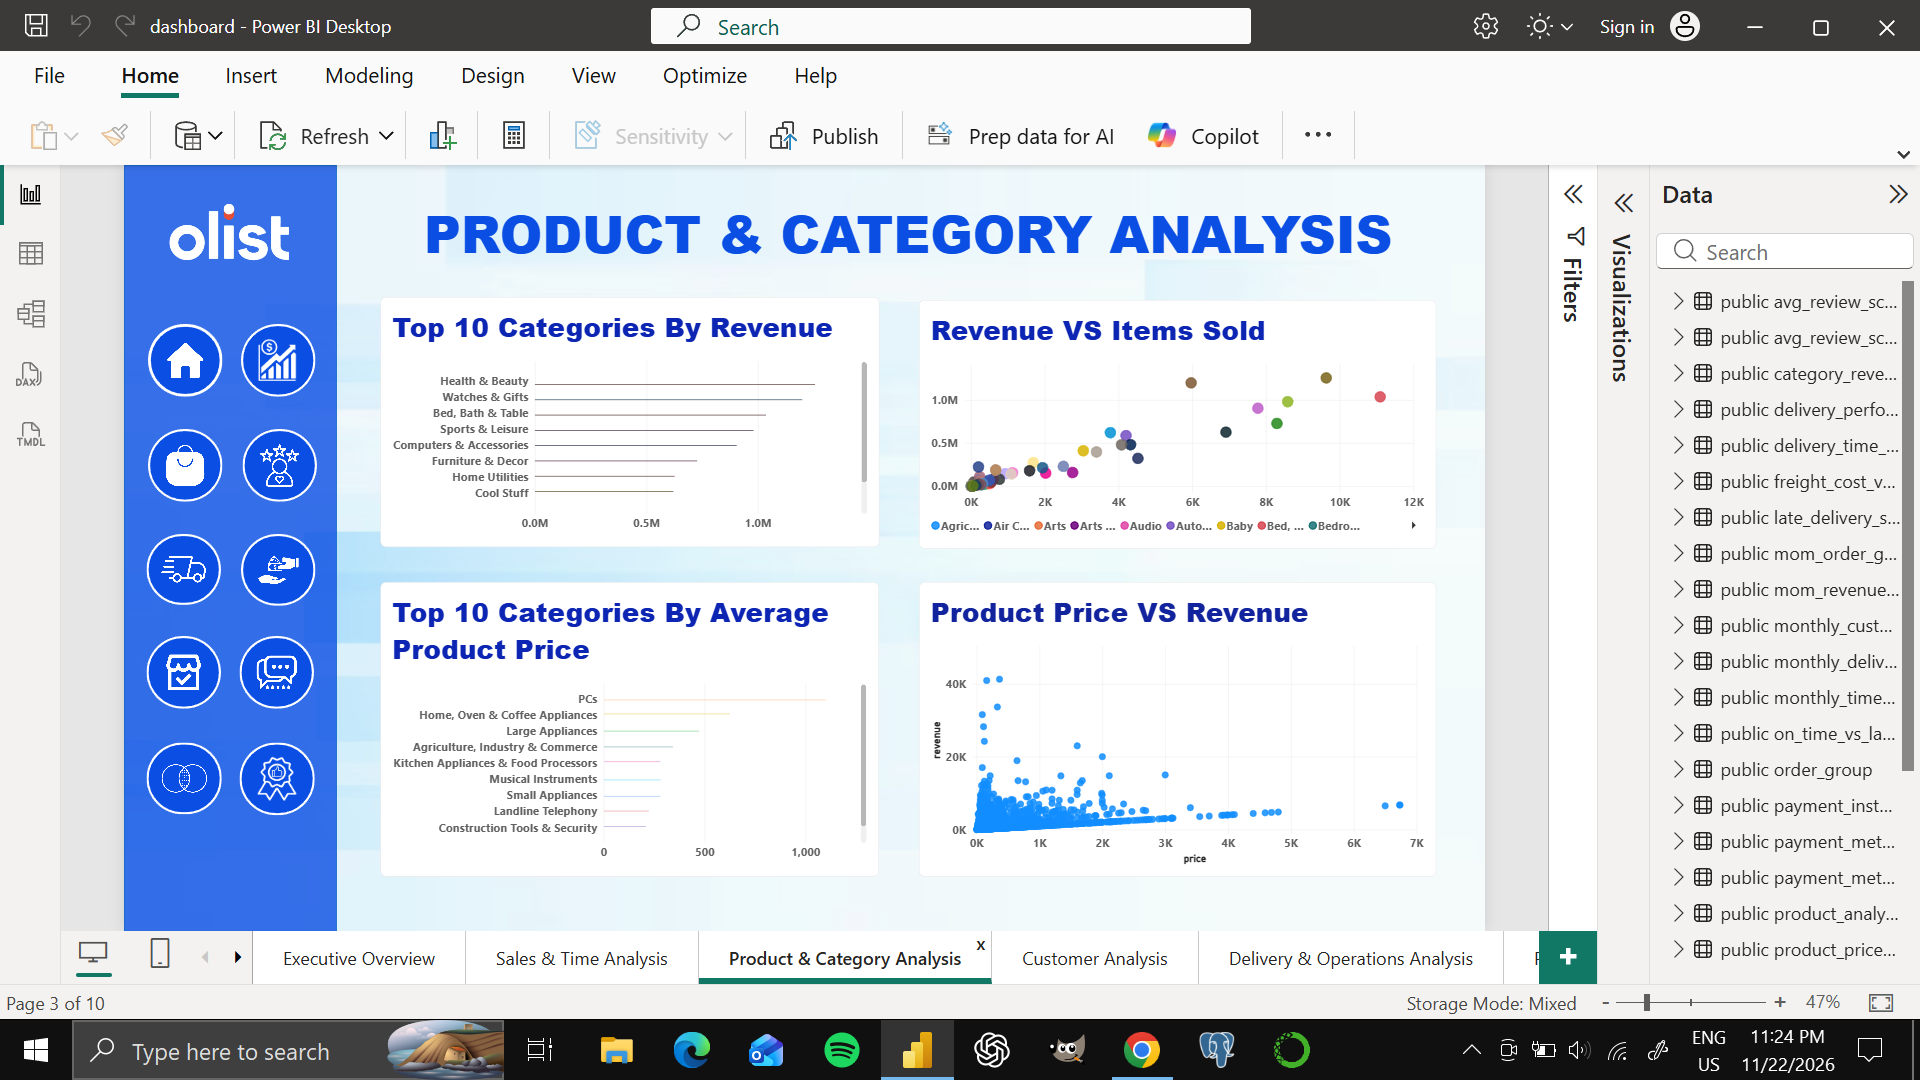 dashboard - Power BI Desktop
Search
Sign in
File
Home
Insert
Modeling
Design
View
Optimize
Help
Refresh
Sensitivity
Publish
Prep data for AI
Copilot
DAX
TMDL
olist
PRODUCT & CATEGORY ANALYSIS
Top 10 Categories By Revenue
Health & Beauty
Watches & Gifts
Bed, Bath & Table
Sports & Leisure
Computers & Accessories
Furniture & Decor
Home Utilities
Cool Stuff
0.0M 0.5M 1.0M
Revenue VS Items Sold
1.0M
0.5M
0.0M
0K 2K 4K 6K 8K 10K 12K
Agric... Air C... Arts Arts ... Audio Auto... Baby Bed, ... Bedro...
Top 10 Categories By Average
Product Price
PCs
Home, Oven & Coffee Appliances
Large Appliances
Agriculture, Industry & Commerce
Kitchen Appliances & Food Processors
Musical Instruments
Small Appliances
Landline Telephony
Construction Tools & Security
0 500 1,000
Product Price VS Revenue
revenue
40K
20K
0K
0K 1K 2K 3K 4K 5K 6K 7K
price
Filters
Visualizations
Data
Search
public avg_review_sc...
public avg_review_sc...
public category_reve...
public delivery_perfo...
public delivery_time_...
public freight_cost_v...
public late_delivery_s...
public mom_order_g...
public mom_revenue...
public monthly_cust...
public monthly_deliv...
public monthly_time...
public on_time_vs_la...
public order_group
public payment_inst...
public payment_met...
public payment_met...
public product_analy...
public product_price...
Executive Overview
Sales & Time Analysis
Product & Category Analysis
x
Customer Analysis
Delivery & Operations Analysis
Page 3 of 10
Storage Mode: Mixed
- + 47%
Type here to search
ENG
US
11:24 PM
11/22/2026